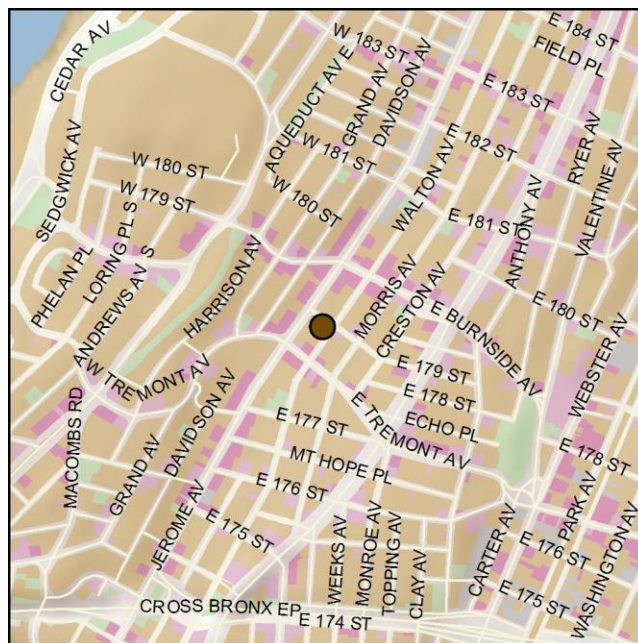 CEDAR AV
E 184 ST
FIELD PL
W 183 ST
E 183 ST
AQUEDUCT AV E
GRAND AV
DAVIDSON AV
E 182 ST
RYER AV
VALENTINE AV
SEDGWICK AV
W 180 ST
W 181 ST
WALTON AV
W 179 ST
W 180 ST
E 181 ST
ANTHONY AV
PHELAN PL
LORING PL S
ANDREWS AV S
HARRISON AV
MORRIS AV
CRESTON AV
E 180 ST
E BURNSIDE AV
WEBSTER AV
W TREMONT AV
E 179 ST
E 178 ST
ECHO PL
MACOMBS RD
GRAND AV
DAVIDSON AV
E 177 ST
E TREMONT AV
E 178 ST
MT HOPE PL
JEROME AV
E 176 ST
E 175 ST
WEEKS AV
MONROE AV
TOPPING AV
CLAY AV
CARTER AV
PARK AV
E 176 ST
WASHINGTON AV
E 175 ST
CROSS BRONX EP
E 174 ST